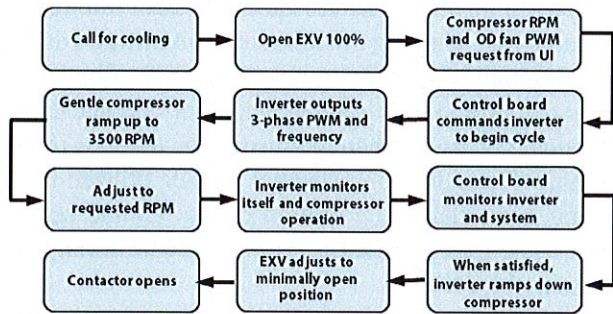 Call for cooling
Open EXV 100%
Compressor RPM
and OD fan PWM
request from UI
Gentle compressor
ramp up to
3500 RPM
Inverter outputs
3-phase PWM and
frequency
Control board
commands inverter
to begin cycle
Adjust to
requested RPM
Inverter monitors
itself and compressor
operation
Control board
monitors inverter
and system
Contactor opens
EXV adjusts to
minimally open
position
When satisfied,
inverter ramps down
compressor